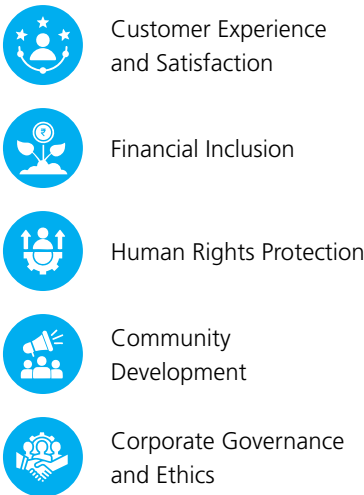 Customer Experience
and Satisfaction
₹
Financial Inclusion
Human Rights Protection
Community
Development
Corporate Governance
and Ethics